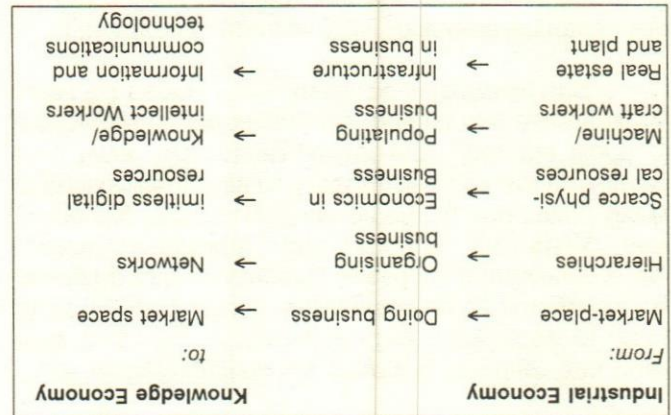 Industrial Economy Knowledge Economy
From: to:
Market-place → Doing business → Market space
Hierarchies → Organising → Networks
business
Scarce physi- → Economics in → imitless digital
cal resources Business resources
Machine/ → Populating → Knowledge/
craft workers business intellect Workers
Real estate → Infrastructure → Information and
and plant in business communications
technology